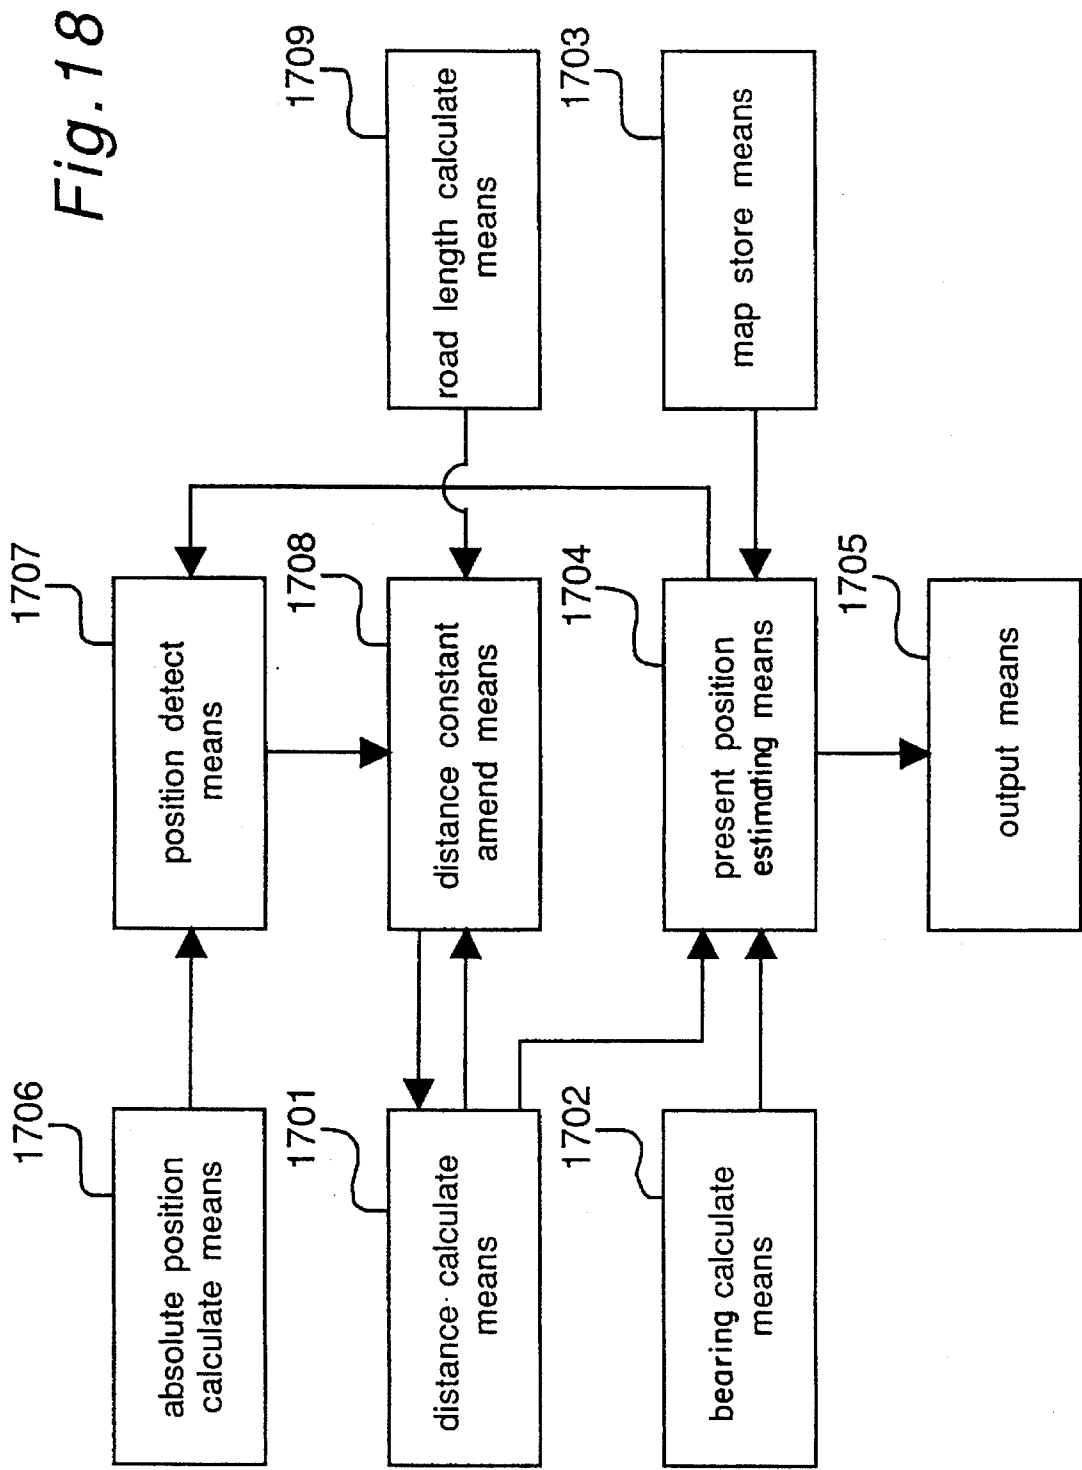 Fig.18
1706
absolute position
calculate means
1707
position detect
means
1701
distance calculate
means
1708
distance constant
amend means
1709
road length calculate
means
1702
bearing calculate
means
1704
present position
estimating means
1703
map store means
1705
output means